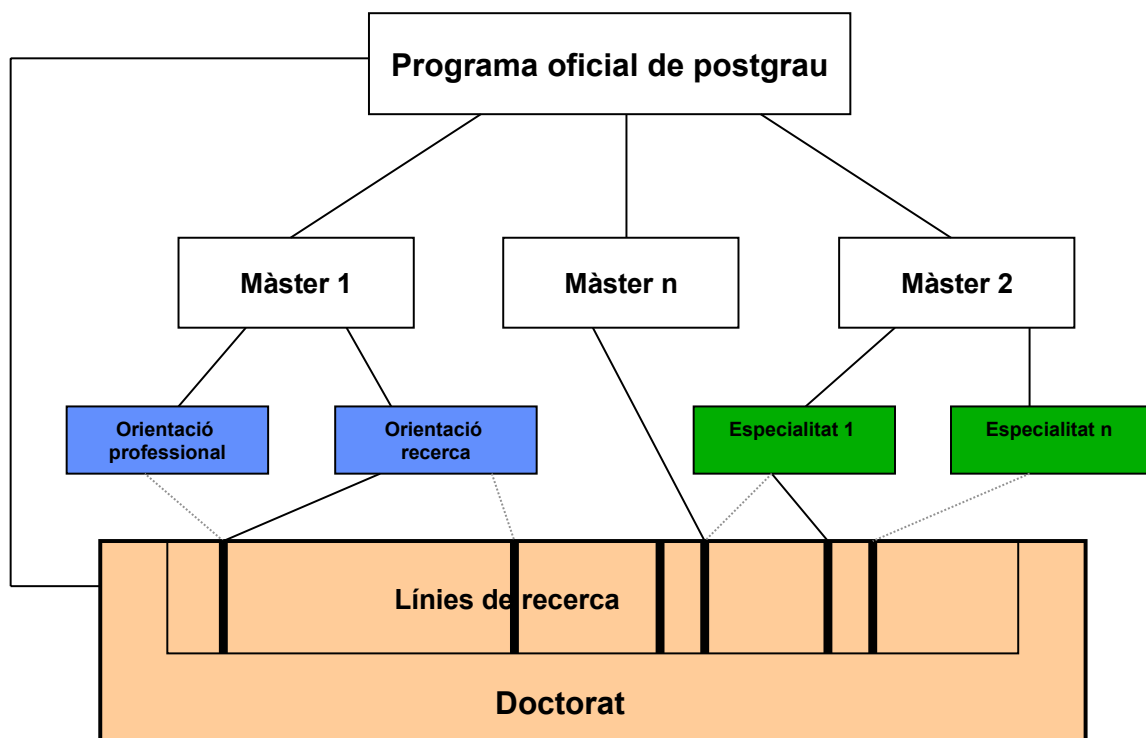 Programa oficial de postgrau
Màster 1
Màster n
Màster 2
Orientació
professional
Orientació
recerca
Especialitat 1
Especialitat n
Línies de recerca
Doctorat